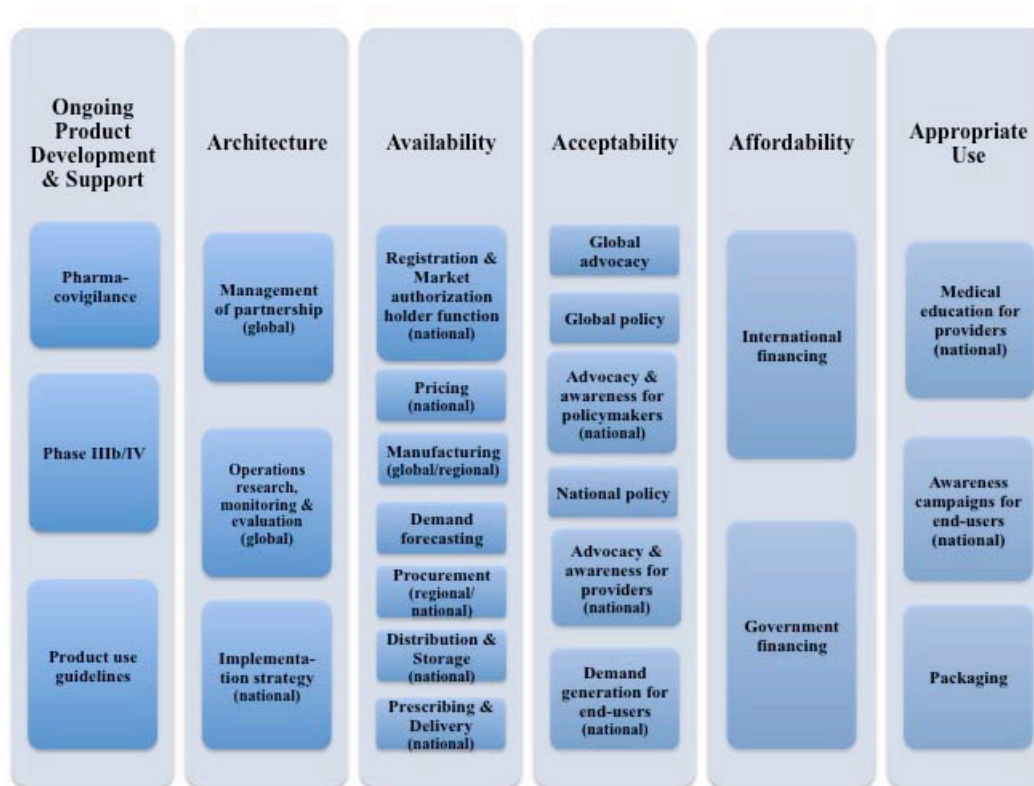 Ongoing
Product
Development
& Support
Pharma-
covigilance
Phase IIIb/IV
Product use
guidelines
Architecture
Management
of partnership
(global)
Operations
research,
monitoring &
evaluation
(global)
Implementa-
tion strategy
(national)
Availability
Registration &
Market
authorization
holder function
(national)
Pricing
(national)
Manufacturing
(global/regional)
Demand
forecasting
Procurement
(regional/
national)
Distribution &
Storage
(national)
Prescribing &
Delivery
(national)
Acceptability
Global
advocacy
Global policy
Advocacy &
awareness for
policymakers
(national)
National policy
Advocacy &
awareness for
providers
(national)
Demand
generation for
end-users
(national)
Affordability
International
financing
Government
financing
Appropriate
Use
Medical
education for
providers
(national)
Awareness
campaigns for
end-users
(national)
Packaging